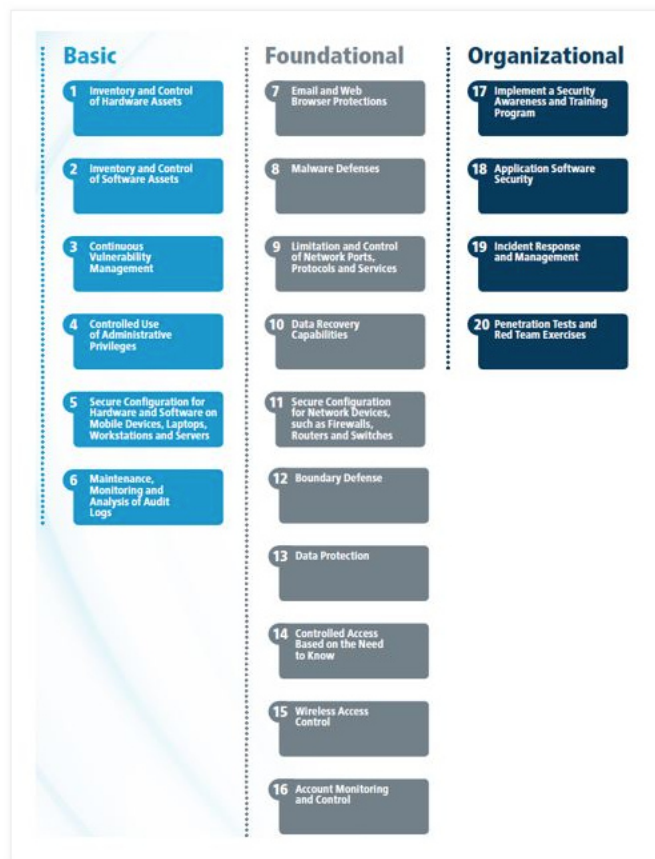 Basic
1 Inventory and Control
of Hardware Assets
2 Inventory and Control
of Software Assets
3 Continuous
Vulnerability
Management
4 Controlled Use
of Administrative
Privileges
5 Secure Configuration for
Hardware and Software on
Mobile Devices, Laptops,
Workstations and Servers
6 Maintenance,
Monitoring and
Analysis of Audit
Logs
Foundational
7 Email and Web
Browser Protections
8 Malware Defenses
9 Limitation and Control
of Network Ports,
Protocols and Services
10 Data Recovery
Capabilities
11 Secure Configuration
for Network Devices,
such as Firewalls,
Routers and Switches
12 Boundary Defense
13 Data Protection
14 Controlled Access
Based on the Need
to Know
15 Wireless Access
Control
16 Account Monitoring
and Control
Organizational
17 Implement a Security
Awareness and Training
Program
18 Application Software
Security
19 Incident Response
and Management
20 Penetration Tests and
Red Team Exercises